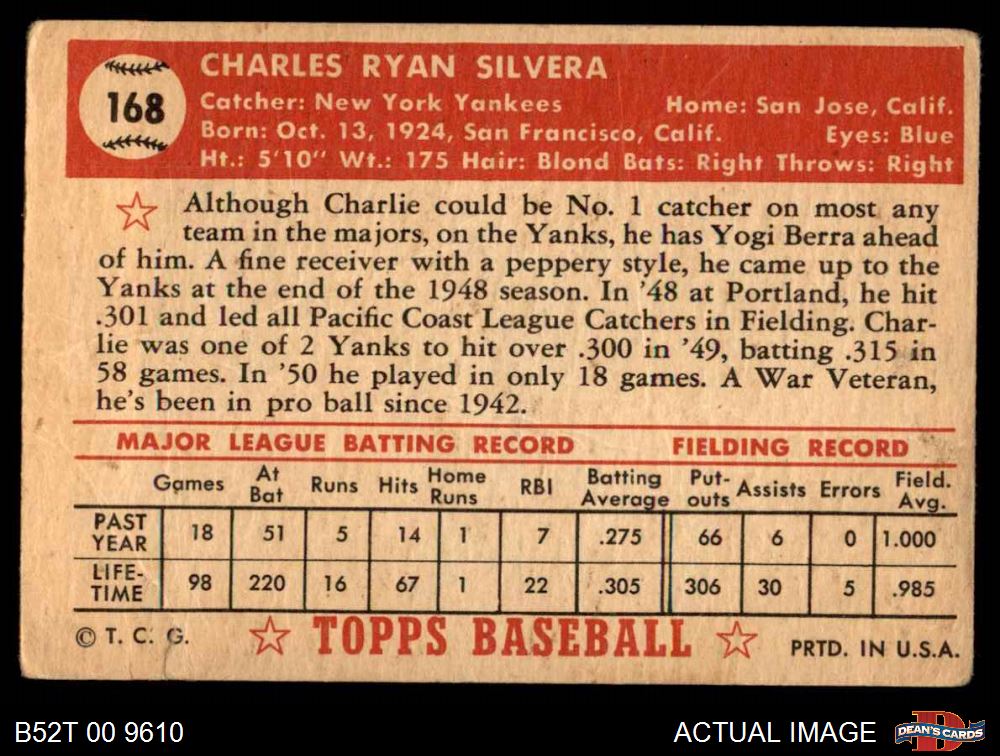 168
CHARLES RYAN SILVERA
Catcher: New York Yankees Home: San Jose, Calif.
Born: Oct. 13, 1924, San Francisco, Calif. Eyes: Blue
Ht.: 5'10" Wt.: 175 Hair: Blond Bats: Right Throws: Right
Although Charlie could be No. 1 catcher on most any
team in the majors, on the Yanks, he has Yogi Berra ahead
of him. A fine receiver with a peppery style, he came up to the
Yanks at the end of the 1948 season. In '48 at Portland, he hit
.301 and led all Pacific Coast League Catchers in Fielding. Char-
lie was one of 2 Yanks to hit over .300 in '49, batting .315 in
58 games. In '50 he played in only 18 games. A War Veteran,
he's been in pro ball since 1942.
MAJOR LEAGUE BATTING RECORD FIELDING RECORD
Games At Bat Runs Hits Home Runs RBI Batting Average Put-outs Assists Errors Field. Avg.
PAST YEAR 18 51 5 14 1 7 .275 66 6 0 1.000
LIFE-TIME 98 220 16 67 1 22 .305 306 30 5 .985
© T. C. G. TOPPS BASEBALL PRTD. IN U.S.A.
B52T 00 9610 ACTUAL IMAGE DEAN'S CARDS